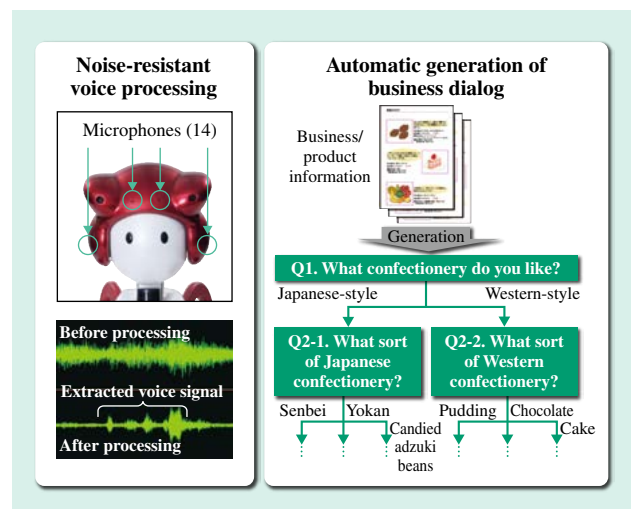 Noise-resistant
voice processing
Microphones (14)
Before processing
Extracted voice signal
After processing
Automatic generation of
business dialog
Business/
product
information
Generation
Q1. What confectionery do you like?
Japanese-style
Western-style
Q2-1. What sort
of Japanese
confectionery?
Q2-2. What sort
of Western
confectionery?
Senbei
Yokan
Candied
adzuki
beans
Pudding
Chocolate
Cake